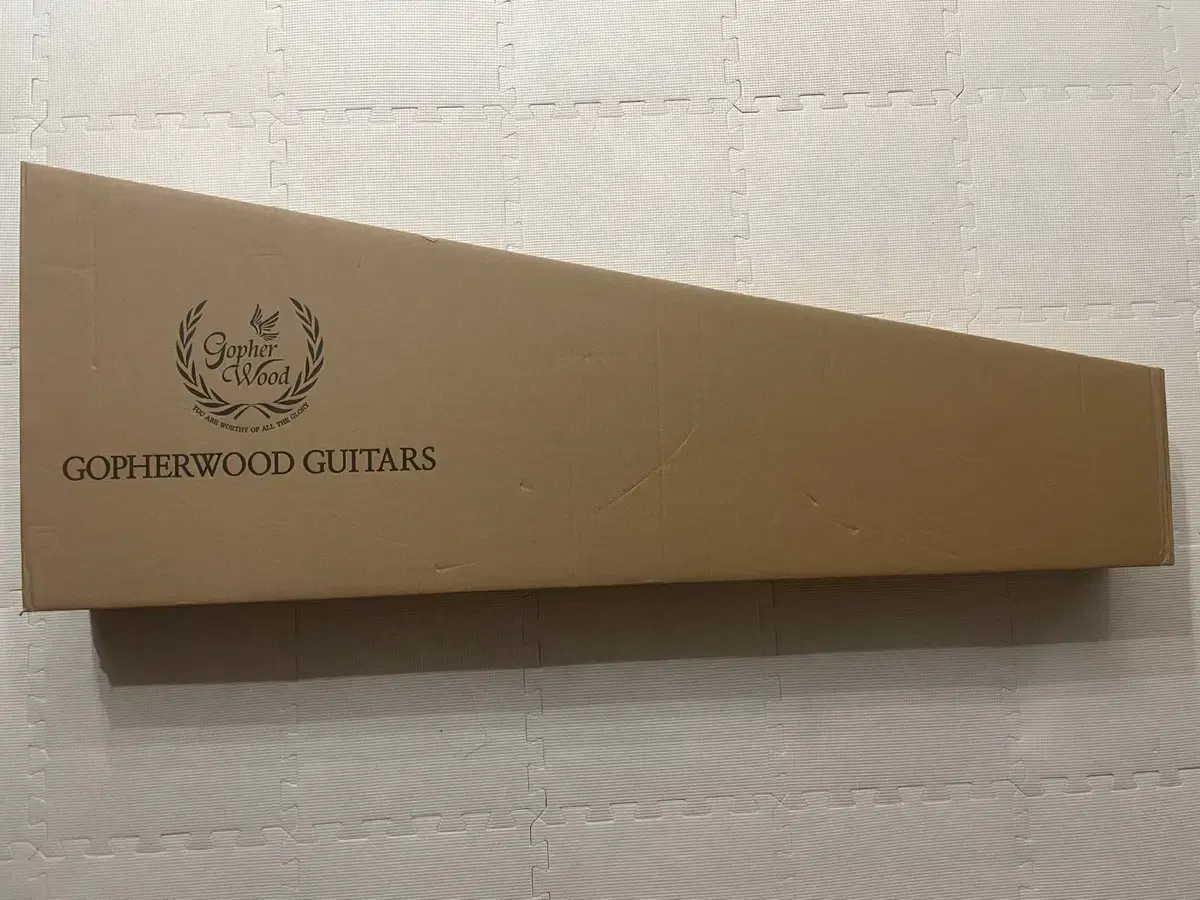 Gopher
Wood
YOU ARE WORTHY OF ALL THE GLORY
GOPHERWOOD GUITARS